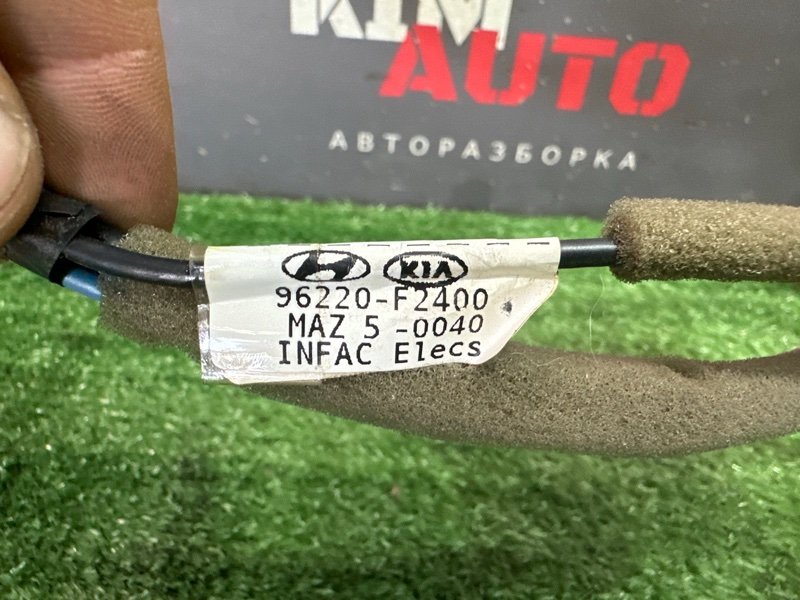 KIM
AUTO
АВТОРАЗБОРКА
H KIA
96220-F2400
MAZ 5 -0040
INFAC Elecs